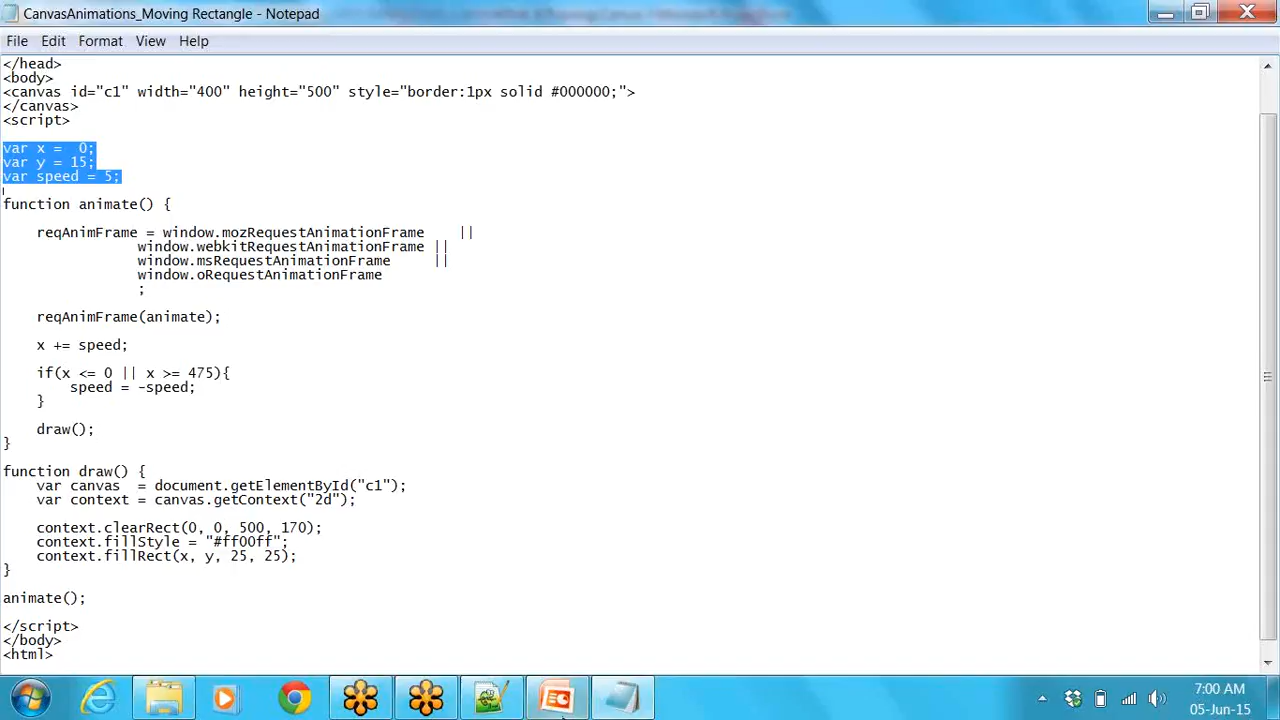 CanvasAnimations_Moving Rectangle - Notepad
File Edit Format View Help
</head>
<body>
<canvas id="c1" width="400" height="500" style="border:1px solid #000000;">
</canvas>
<script>
var x =  0;
var y = 15;
var speed = 5;
function animate() {
    reqAnimFrame = window.mozRequestAnimationFrame    ||
                window.webkitRequestAnimationFrame ||
                window.msRequestAnimationFrame     ||
                window.oRequestAnimationFrame
                ;
    reqAnimFrame(animate);
    x += speed;
    if(x <= 0 || x >= 475){
        speed = -speed;
    }
    draw();
}
function draw() {
    var canvas  = document.getElementById("c1");
    var context = canvas.getContext("2d");
    context.clearRect(0, 0, 500, 170);
    context.fillStyle = "#ff00ff";
    context.fillRect(x, y, 25, 25);
}
animate();
</script>
</body>
<html>
7:00 AM
05-Jun-15